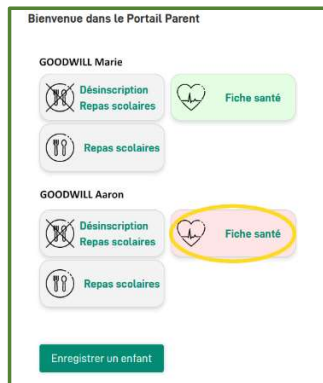 Bienvenue dans le Portail Parent
GOODWILL Marie
Désinscription
Repas scolaires
Fiche santé
Repas scolaires
GOODWILL Aaron
Désinscription
Repas scolaires
Fiche santé
Repas scolaires
Enregistrer un enfant